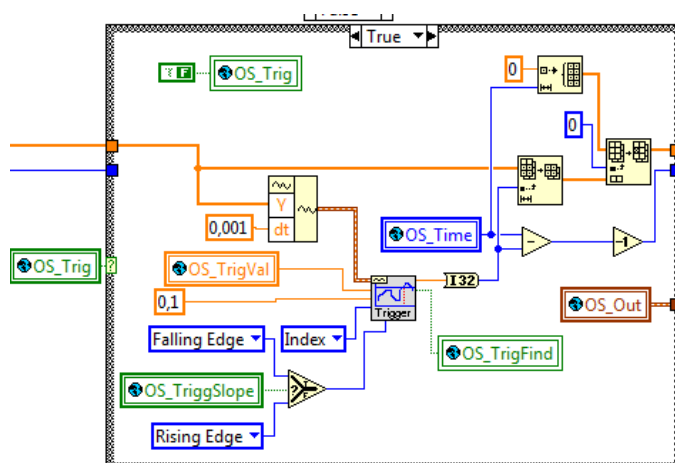 True
F
OS_Trig
0
0
Y
0,001
dt
OS_Time
OS_Trig
?
OS_TrigVal
I32
-1
0,1
OS_Out
Trigger
Falling Edge
Index
OS_TrigFind
OS_TriggSlope
?
T
F
Rising Edge